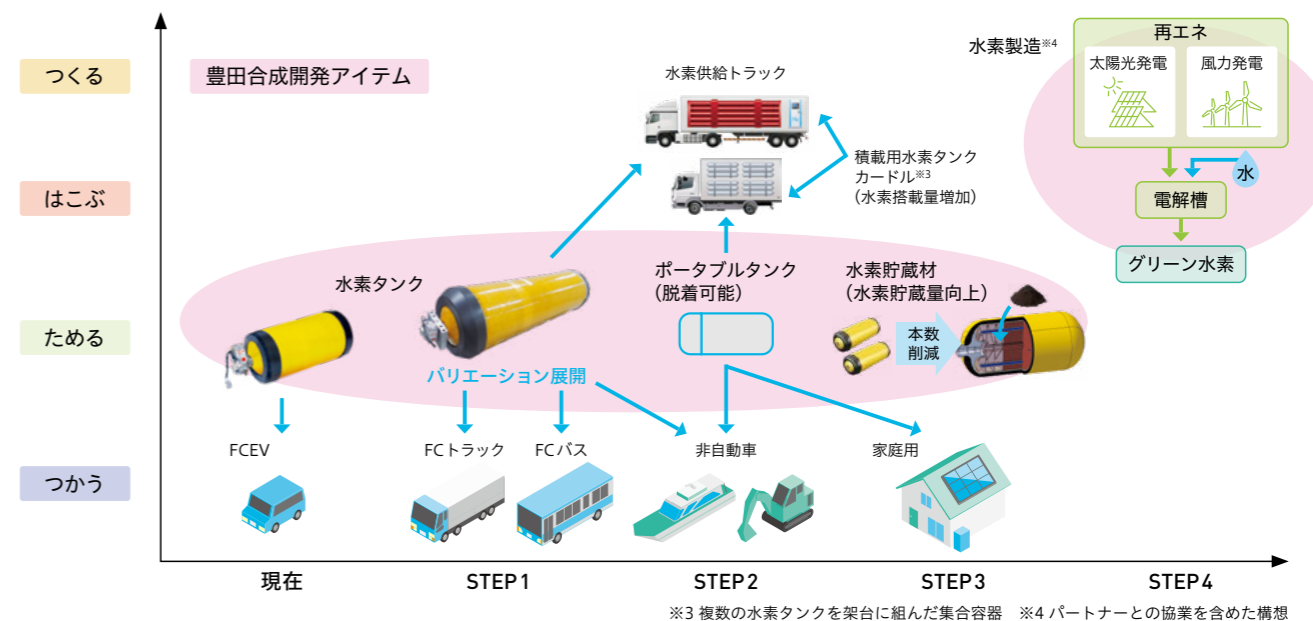 つくる
はこぶ
ためる
つかう
豊田合成開発アイテム
水素供給トラック
積載用水素タンク
カードル※3
(水素搭載量増加)
水素製造※4
再エネ
太陽光発電
風力発電
水
電解槽
グリーン水素
水素タンク
バリエーション展開
ポータブルタンク
(脱着可能)
水素貯蔵材
(水素貯蔵量向上)
本数
削減
FCEV
FCトラック
FCバス
非自動車
家庭用
現在
STEP1
STEP2
STEP3
STEP4
※3 複数の水素タンクを架台に組んだ集合容器 ※4 パートナーとの協業を含めた構想